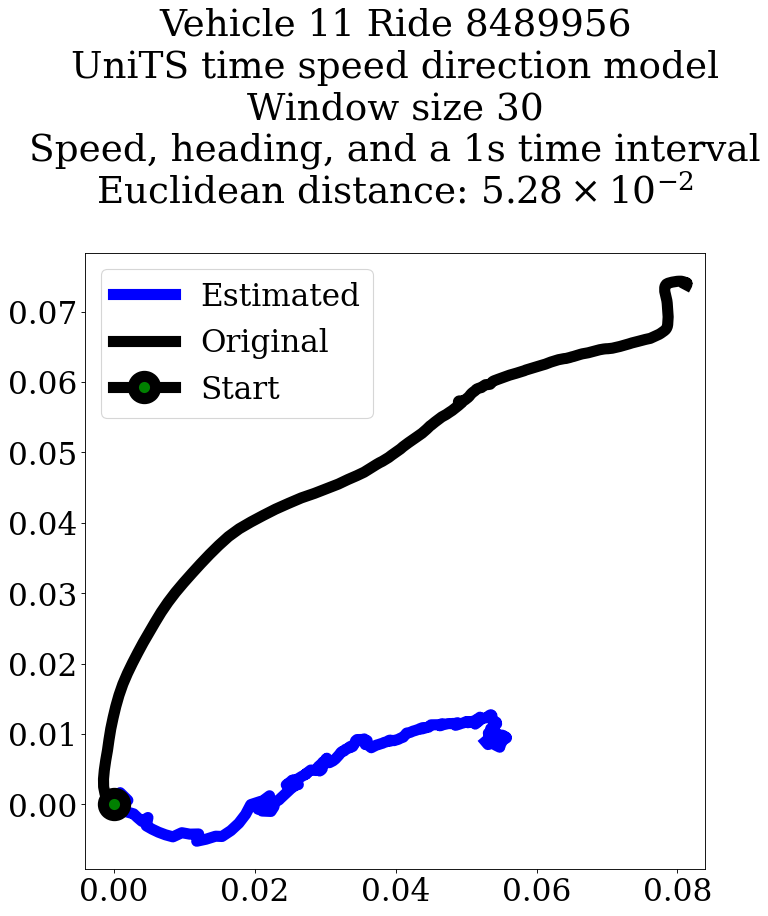 Vehicle 11 Ride 8489956
UniTS time speed direction model
Window size 30
Speed, heading, and a 1s time interval
Euclidean distance: 5.28 × 10⁻²
Estimated
Original
Start
0.07
0.06
0.05
0.04
0.03
0.02
0.01
0.00
0.00 0.02 0.04 0.06 0.08